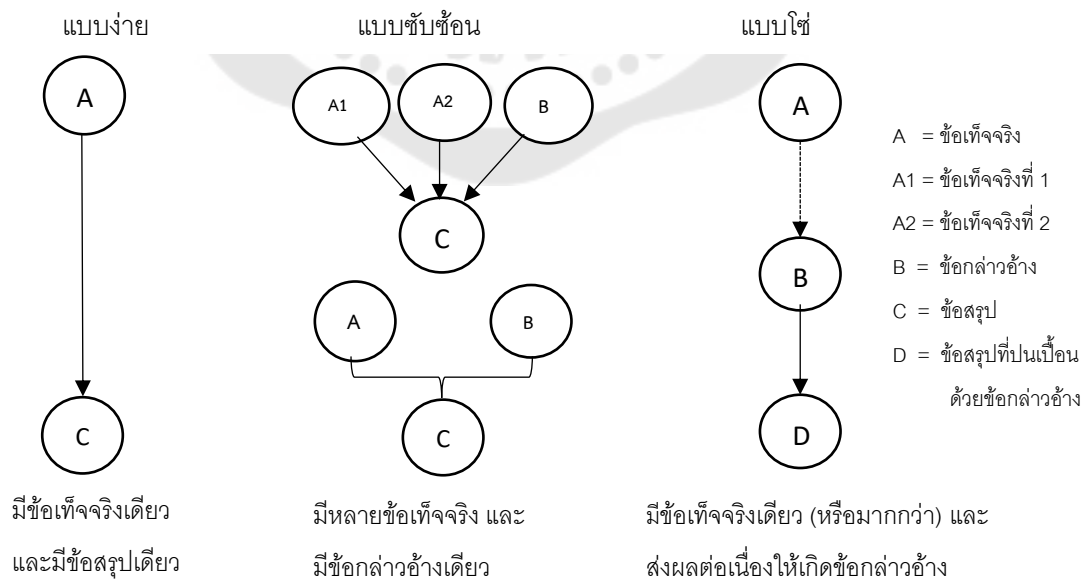 แบบง่าย
แบบซับซ้อน
แบบโซ่
A
A1
A2
B
C
A
B
C
C
A
B
D
A = ข้อเท็จจริง
A1 = ข้อเท็จจริงที่ 1
A2 = ข้อเท็จจริงที่ 2
B = ข้อกล่าวอ้าง
C = ข้อสรุป
D = ข้อสรุปที่ปนเปื้อน
ด้วยข้อกล่าวอ้าง
มีข้อเท็จจริงเดียว
และมีข้อสรุปเดียว
มีหลายข้อเท็จจริง และ
มีข้อกล่าวอ้างเดียว
มีข้อเท็จจริงเดียว (หรือมากกว่า) และ
ส่งผลต่อเนื่องให้เกิดข้อกล่าวอ้าง